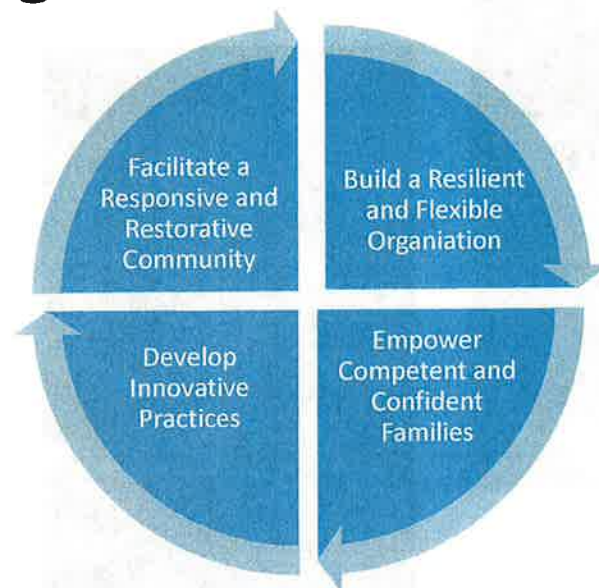 Facilitate a
Responsive and
Restorative
Community
Build a Resilient
and Flexible
Organiation
Empower
Competent and
Confident
Families
Develop
Innovative
Practices